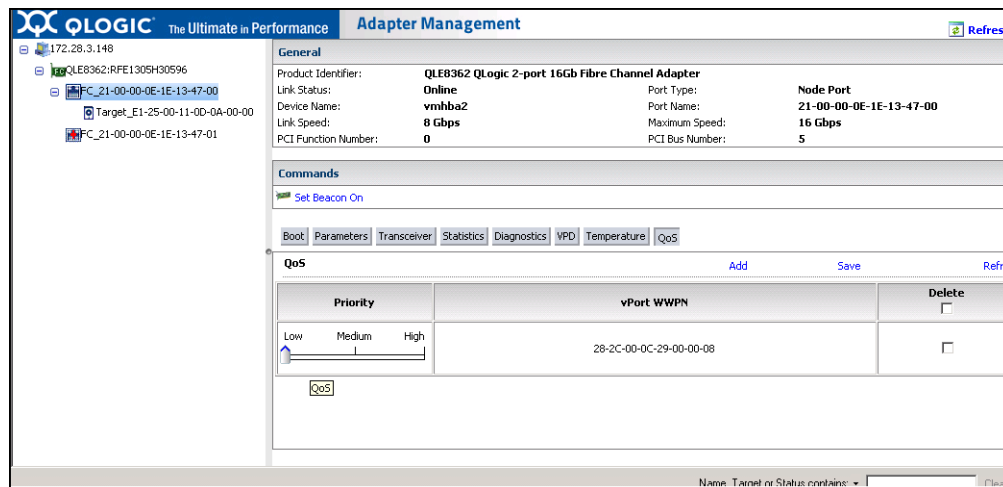 QLOGIC The Ultimate in Performance
Adapter Management
Refres
172.28.3.148
QLE8362:RFE1305H30596
FC_21-00-00-0E-1E-13-47-00
Target_E1-25-00-11-0D-0A-00-00
FC_21-00-00-0E-1E-13-47-01
General
Product Identifier: QLE8362 QLogic 2-port 16Gb Fibre Channel Adapter
Link Status: Online Port Type: Node Port
Device Name: vmhba2 Port Name: 21-00-00-0E-1E-13-47-00
Link Speed: 8 Gbps Maximum Speed: 16 Gbps
PCI Function Number: 0 PCI Bus Number: 5
Commands
Set Beacon On
Boot Parameters Transceiver Statistics Diagnostics VPD Temperature QoS
QoS Add Save Refr
Priority vPort WWPN Delete
Low Medium High 28-2C-00-0C-29-00-00-08
QoS
Name, Target or Status contains: Clea